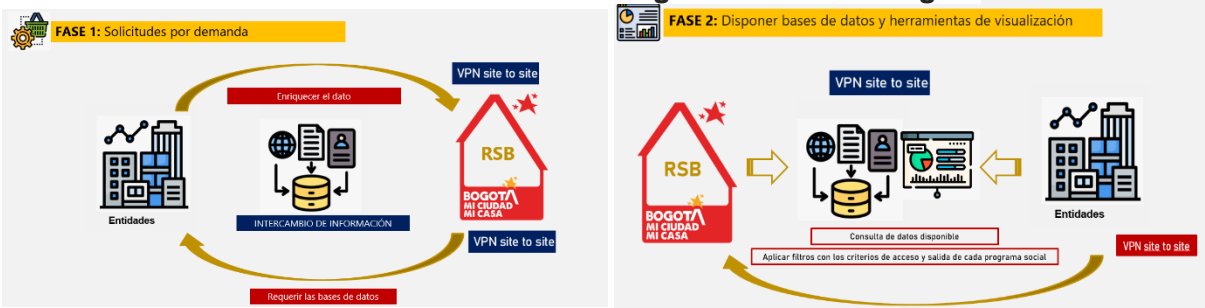 FASE 1: Solicitudes por demanda
VPN site to site
Enriquecer el dato
RSB
BOGOTÁ
MI CIUDAD
MI CASA
Entidades
INTERCAMBIO DE INFORMACIÓN
VPN site to site
Requerir las bases de datos
FASE 2: Disponer bases de datos y herramientas de visualización
VPN site to site
RSB
BOGOTÁ
MI CIUDAD
MI CASA
Entidades
Consulta de datos disponible
Aplicar filtros con los criterios de acceso y salida de cada programa social
VPN site to site